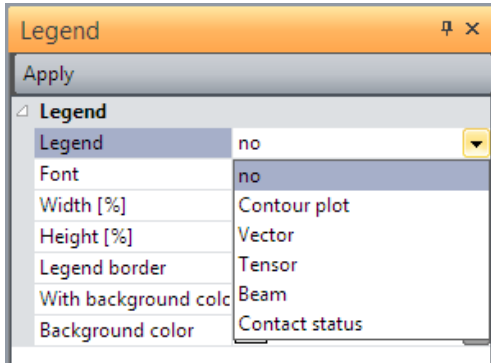 Legend
Apply
Legend
Legend no
Font no
Width [%] Contour plot
Height [%] Vector
Legend border Tensor
With background colc Beam
Background color Contact status